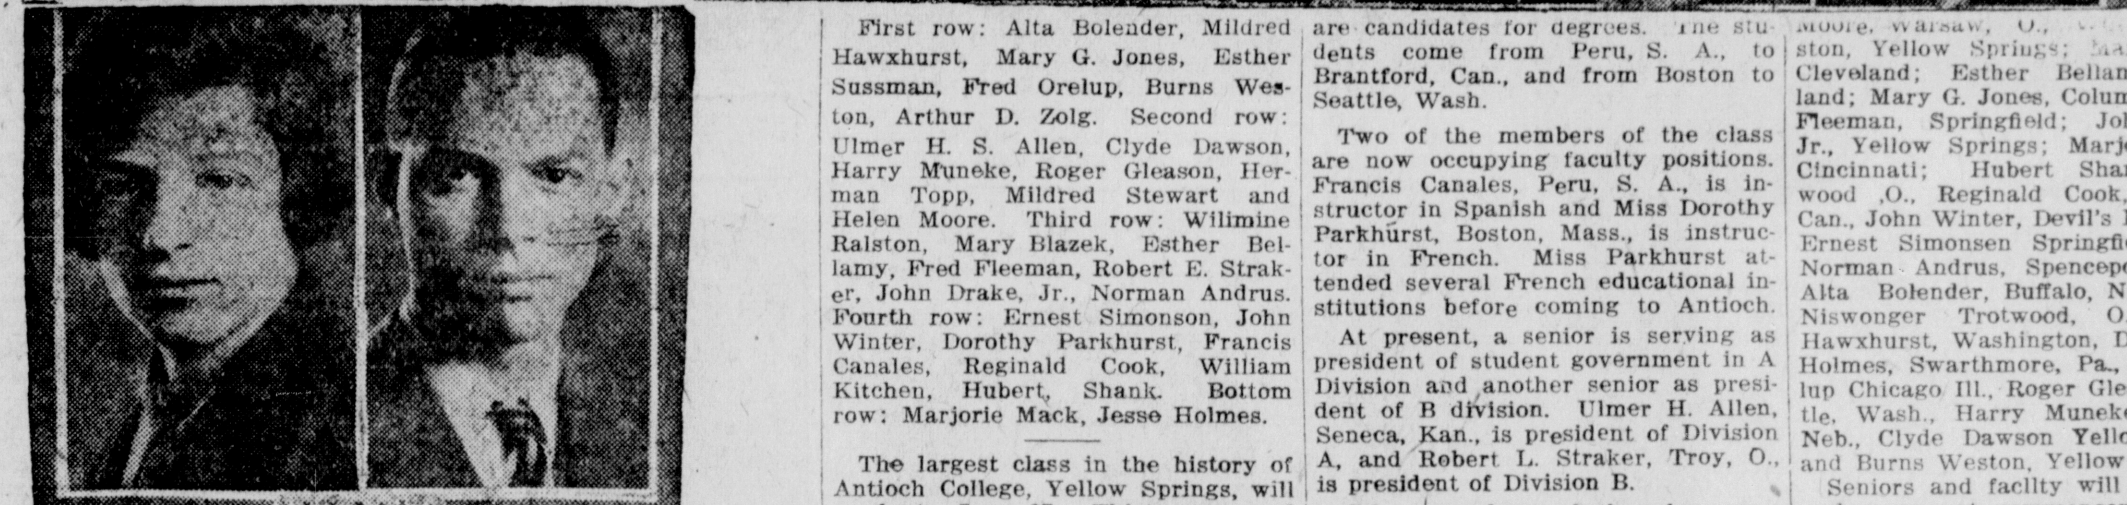 First row: Alta Bolender, Mildred
Hawxhurst, Mary G. Jones, Esther
Sussman, Fred Orelup, Burns Wes-
ton, Arthur D. Zolg. Second row:
Ulmer H. S. Allen, Clyde Dawson,
Harry Muneke, Roger Gleason, Her-
man Topp, Mildred Stewart and
Helen Moore. Third row: Wilimine
Ralston, Mary Blazek, Esther Bel-
lamy, Fred Fleeman, Robert E. Strak-
er, John Drake, Jr., Norman Andrus.
Fourth row: Ernest Simonson, John
Winter, Dorothy Parkhurst, Francis
Canales, Reginald Cook, William
Kitchen, Hubert, Shank. Bottom
row: Marjorie Mack, Jesse Holmes.
The largest class in the history of
Antioch College, Yellow Springs, will
are candidates for degrees. The stu-
dents come from Peru, S. A., to
Brantford, Can., and from Boston to
Seattle, Wash.
Two of the members of the class
are now occupying faculty positions.
Francis Canales, Peru, S. A., is in-
structor in Spanish and Miss Dorothy
Parkhurst, Boston, Mass., is instruc-
tor in French. Miss Parkhurst at-
tended several French educational in-
stitutions before coming to Antioch.
At present, a senior is serving as
president of student government in A
Division and another senior as presi-
dent of B division. Ulmer H. Allen,
Seneca, Kan., is president of Division
A, and Robert L. Straker, Troy, O.,
is president of Division B.
Moore, Warsaw, O.,
ston, Yellow Springs;
Cleveland; Esther Bellam
land; Mary G. Jones, Colum
Fleeman, Springfield; Jo
Jr., Yellow Springs; Marj
Cincinnati; Hubert Sha
wood ,O., Reginald Cook,
Can., John Winter, Devil's
Ernest Simonsen Springfi
Norman Andrus, Spencep
Alta Bolender, Buffalo, N
Niswonger Trotwood, O
Hawxhurst, Washington, D
Holmes, Swarthmore, Pa.,
lup Chicago Ill., Roger Gle
tle, Wash., Harry Munek
Neb., Clyde Dawson Yello
and Burns Weston, Yellow
Seniors and faclity will